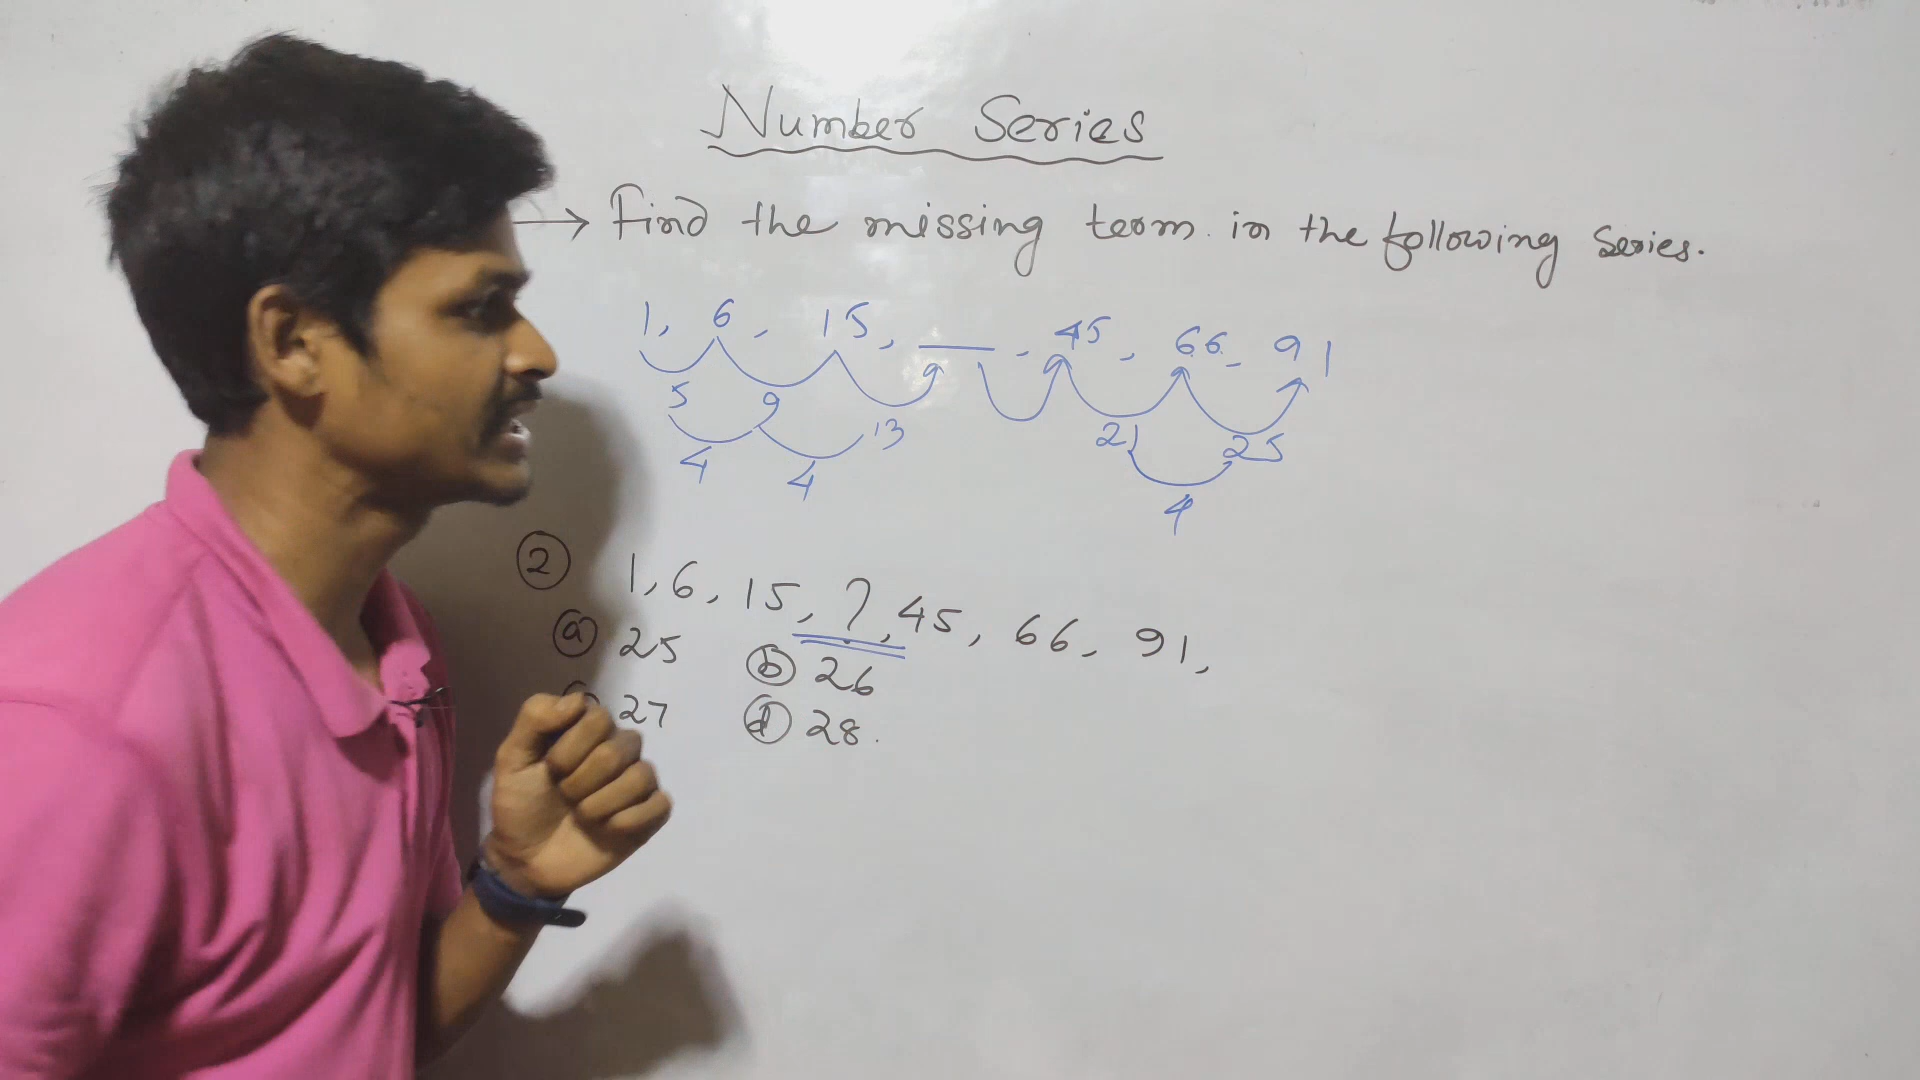 Number Series
→ Find the missing term in the following Series.
1, 6, 15, ___, 45, 66, 91
5 9 13 21 25
4 4 4
② 1, 6, 15, ?, 45, 66, 91,
ⓐ 25 ⓑ 26
27 ⓓ 28.